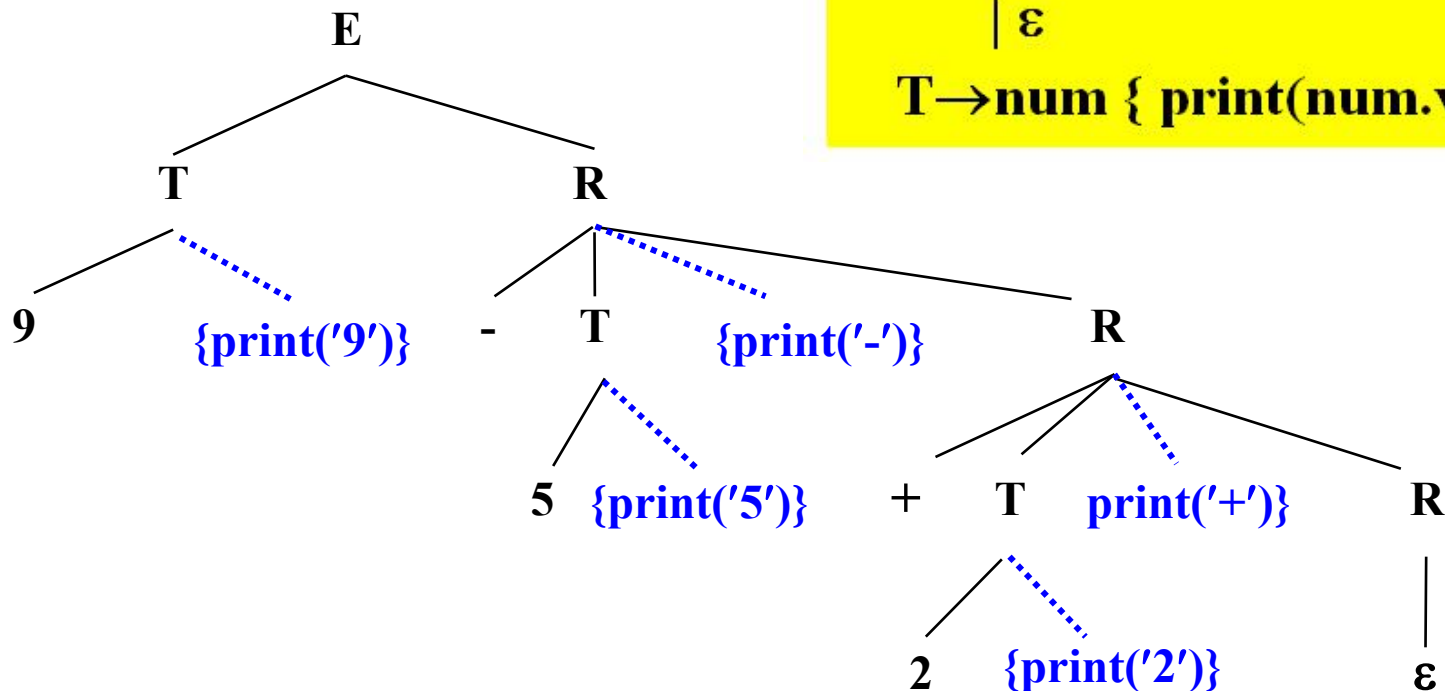 E
| ε
T→num { print(num.v
T R
9 {print('9')} - T {print('-')} R
5 {print('5')} + T print('+')} R
2 {print('2')} ε